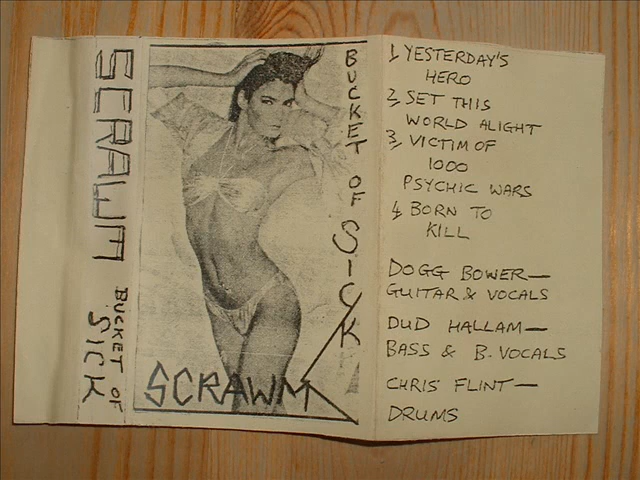 SCRAWM
BUCKET OF
SICK
BUCKET OF SICK
SCRAWM
1, YESTERDAY'S
HERO
2, SET THIS
WORLD ALIGHT
3, VICTIM OF
1000
PSYCHIC WARS
4, BORN TO
KILL
DOGG BOWER—
GUITAR & VOCALS
DUD HALLAM—
BASS & B.VOCALS
CHRIS FLINT—
DRUMS